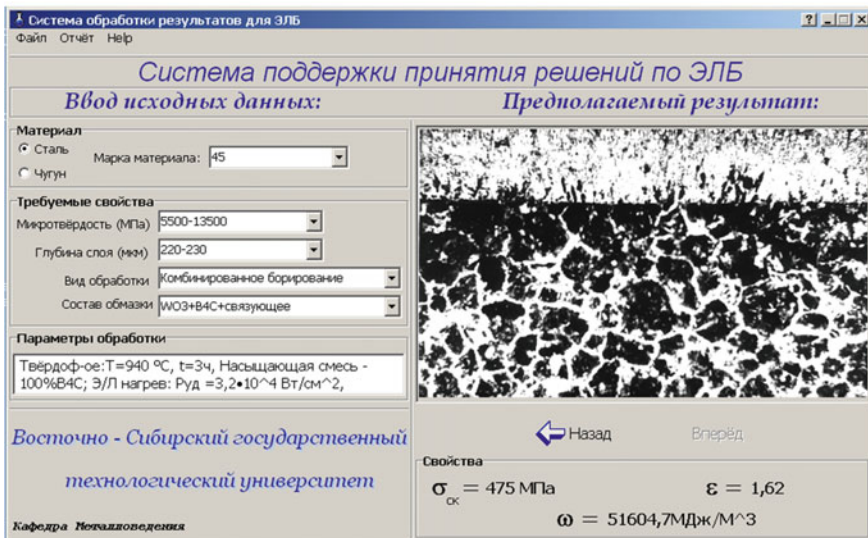 Система обработки результатов для ЭЛБ
Файл Отчёт Help
Система поддержки принятия решений по ЭЛБ
Ввод исходных данных:
Предполагаемый результат:
Материал
Сталь
Марка материала: 45
Чугун
Требуемые свойства
Микротвёрдость (МПа) 5500-13500
Глубина слоя (мкм) 220-230
Вид обработки Комбинированное борирование
Состав обмазки WO3+B4C+связующее
Параметры обработки
Твёрдоф-ое:Т=940 ºС, t=3ч, Насыщающая смесь -
100%B4C; Э/Л нагрев: Руд =3,2•10^4 Вт/см^2,
Восточно - Сибирский государственный
технологический университет
Кафедра Металловедения
Назад
Вперёд
Свойства
σск = 475 МПа
ε = 1,62
ω = 51604,7МДж/М^3